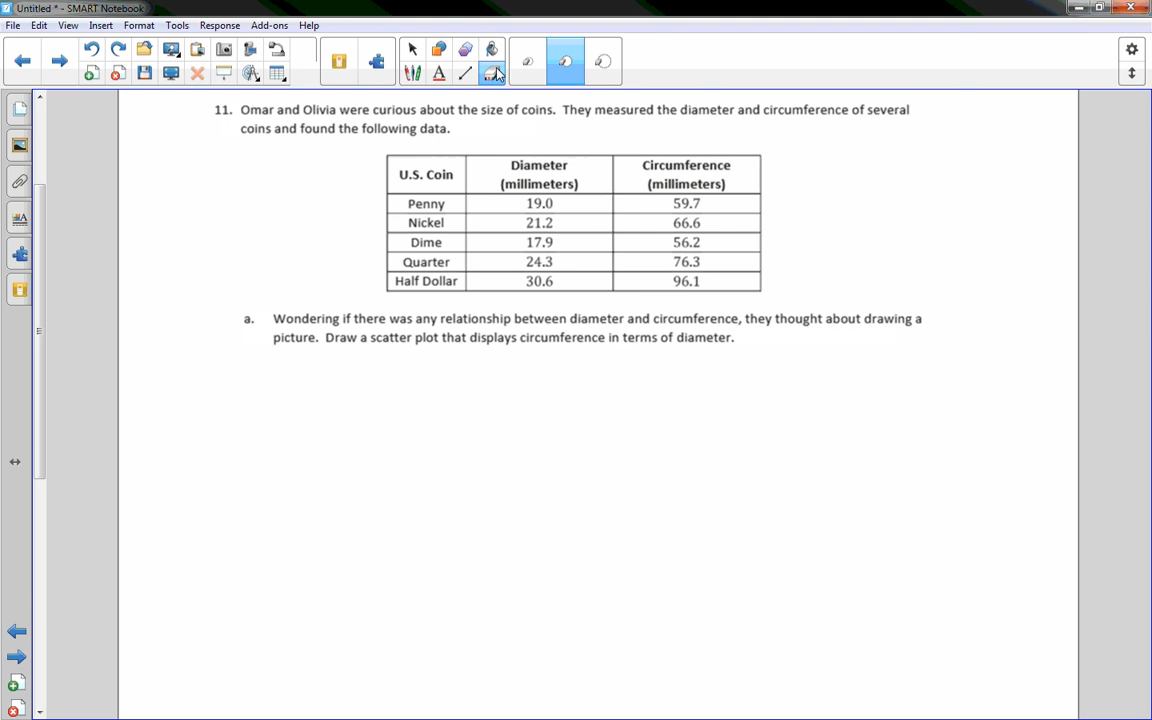 Untitled * - SMART Notebook
File Edit View Insert Format Tools Response Add-ons Help
11. Omar and Olivia were curious about the size of coins. They measured the diameter and circumference of several
coins and found the following data.
U.S. Coin Diameter (millimeters) Circumference (millimeters)
Penny 19.0 59.7
Nickel 21.2 66.6
Dime 17.9 56.2
Quarter 24.3 76.3
Half Dollar 30.6 96.1
a. Wondering if there was any relationship between diameter and circumference, they thought about drawing a
picture. Draw a scatter plot that displays circumference in terms of diameter.